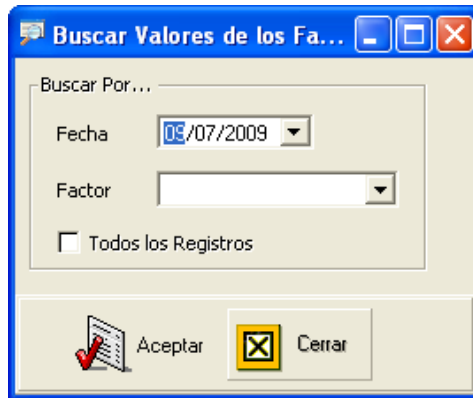 Buscar Valores de los Fa...
Buscar Por...
Fecha 09/07/2009
Factor
Todos los Registros
Aceptar Cerrar